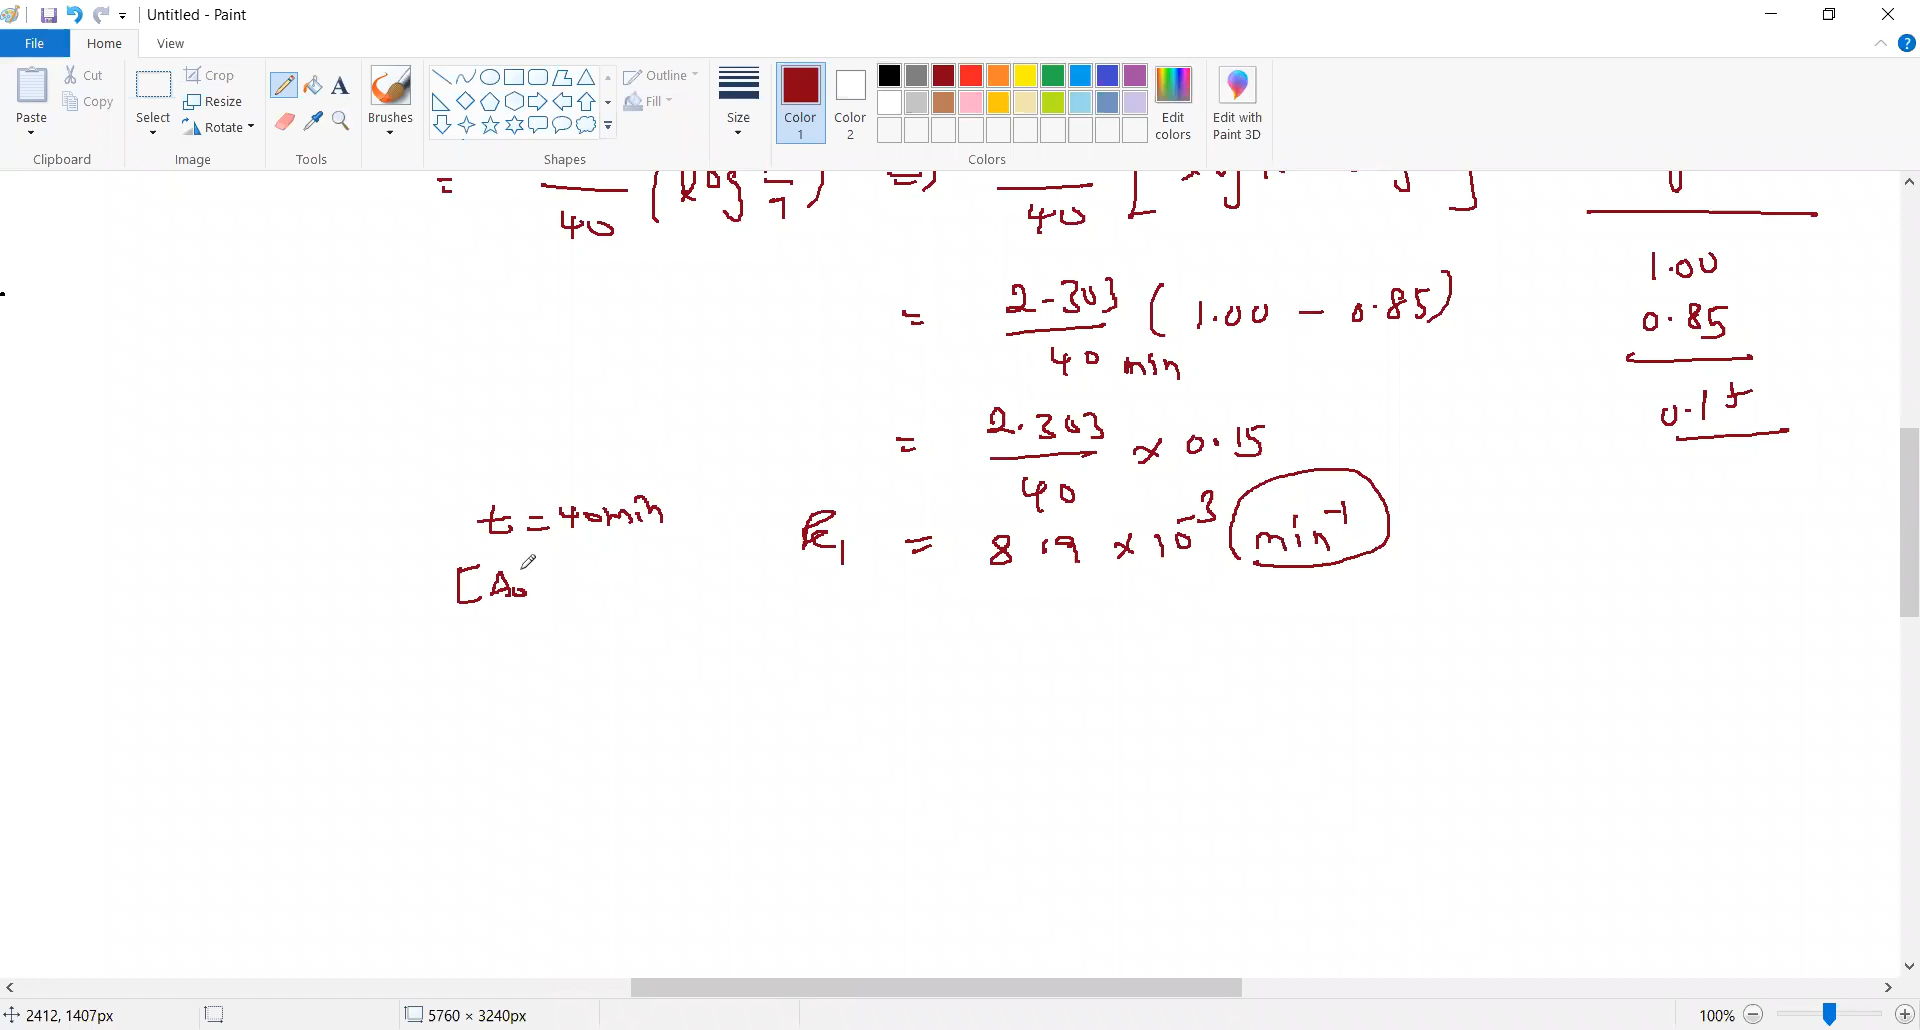 Untitled - Paint
File Home View
Paste
Cut
Copy
Clipboard
Select
Crop
Resize
Rotate
Image
Tools
Brushes
Outline
Fill
Shapes
Size
Color 1
Color 2
Edit colors
Edit with Paint 3D
Colors
= 40 (log 7) 40
1.00
0.85
0.15
= 2-303 / 40 min (1.00 - 0.85)
= 2.303 / 40 × 0.15
t = 40min
k1 = 8.19 × 10-3 min-1
[A0
2412, 1407px
5760 × 3240px
100%